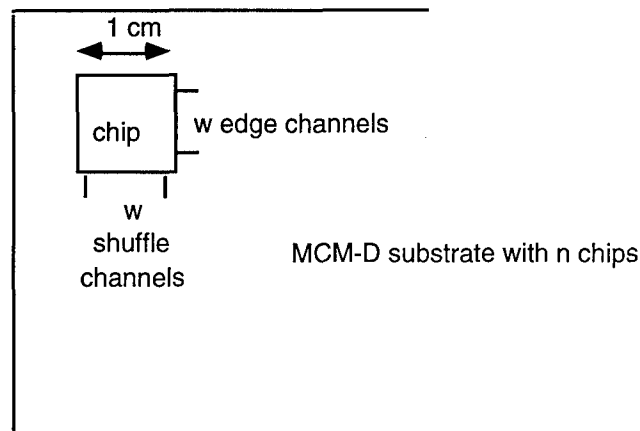 1 cm
chip
w edge channels
w
shuffle
channels
MCM-D substrate with n chips